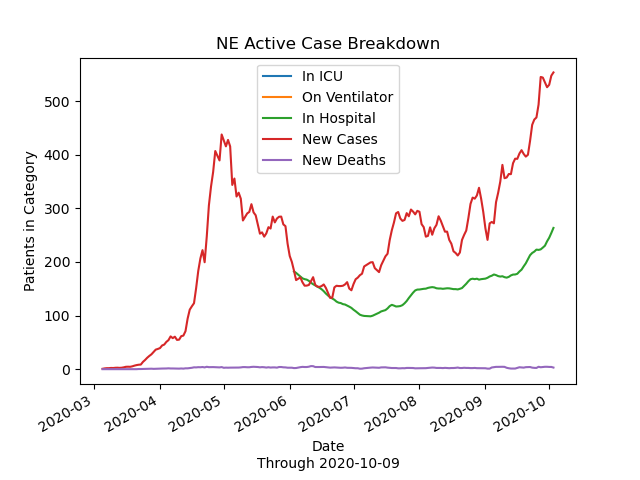 NE Active Case Breakdown
In ICU
On Ventilator
In Hospital
New Cases
New Deaths
Patients in Category
500
400
300
200
100
0
2020-03
2020-04
2020-05
2020-06
2020-07
2020-08
2020-09
2020-10
Date
Through 2020-10-09